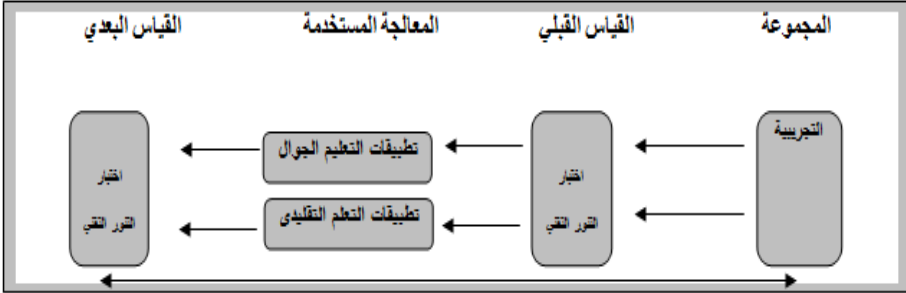 المجموعة القياس القبلي المعالجة المستخدمة القياس البعدي
التجريبية
اختبار
التنور التقني
تطبيقات التعليم الجوال
تطبيقات التعلم التقليدى
اختبار
التنور التقني